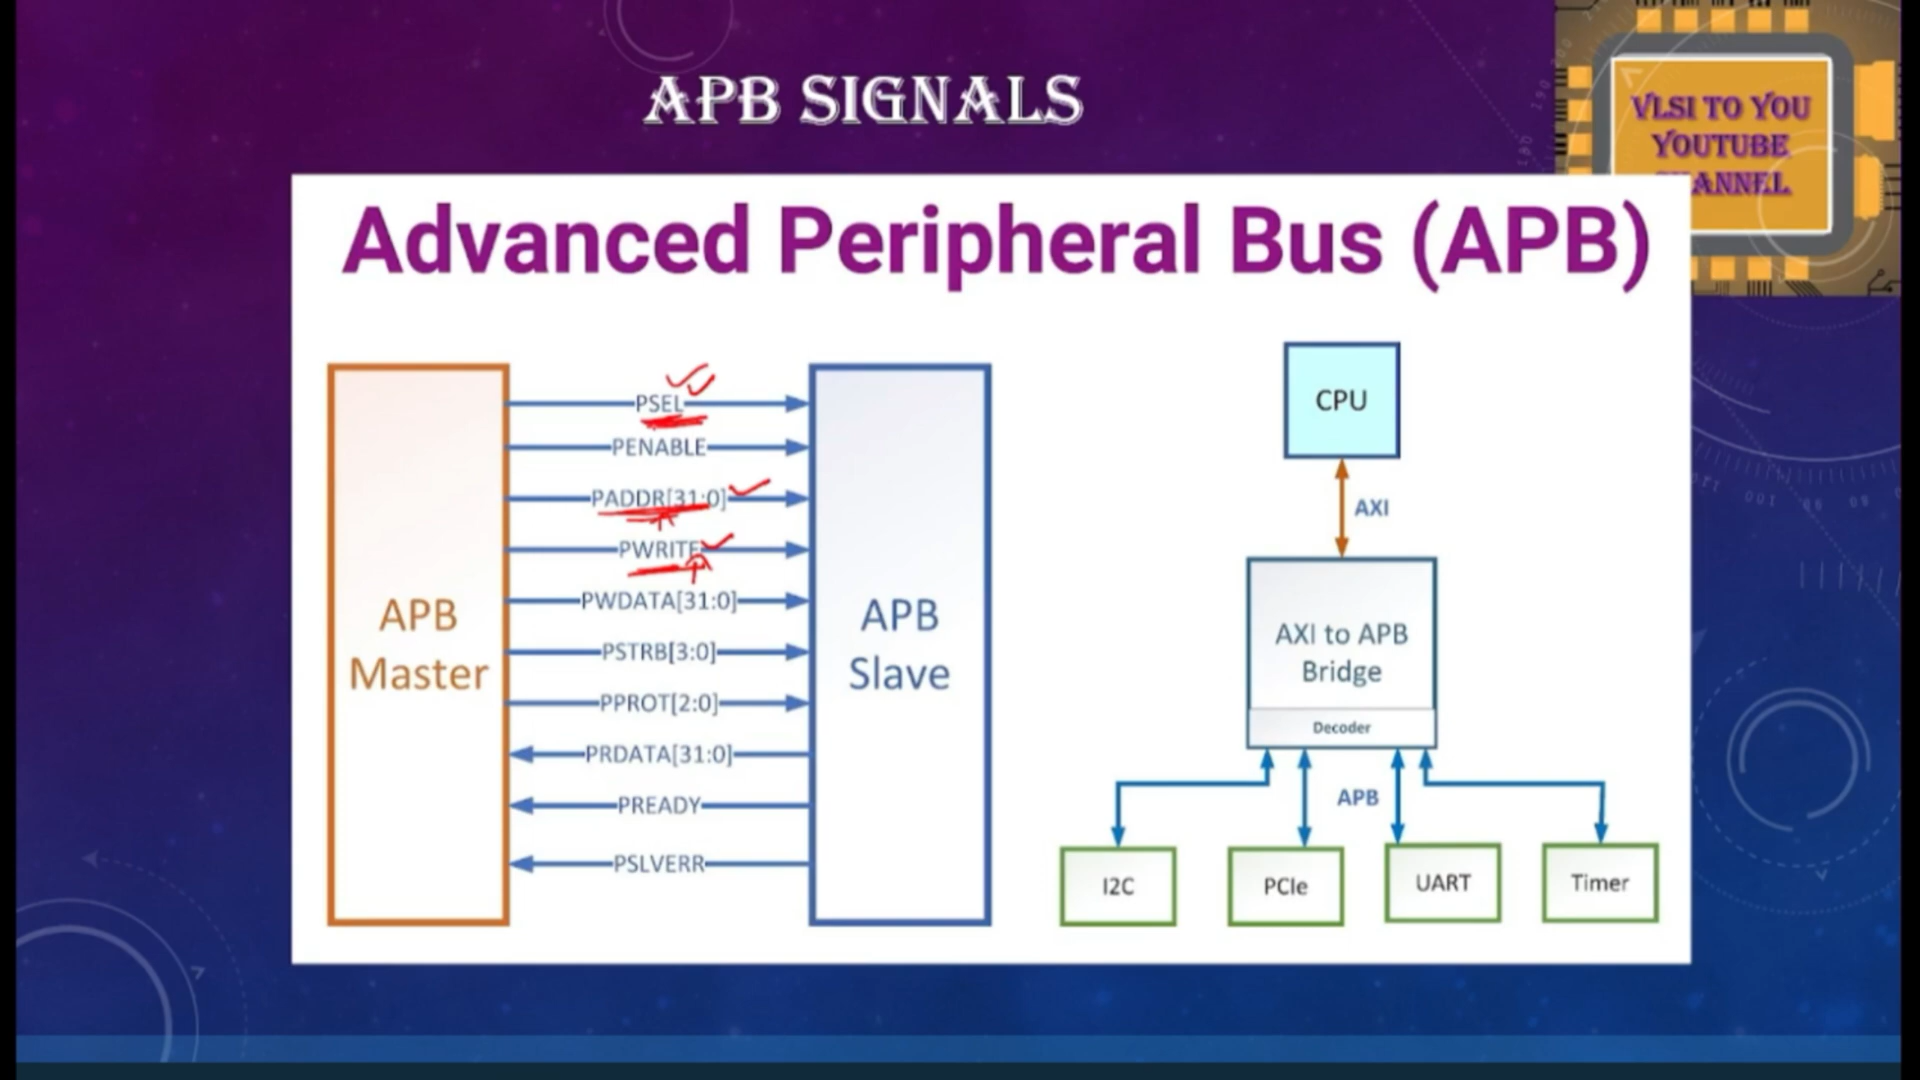 APB SIGNALS
VLSI TO YOU
YOUTUBE
ANNEL
Advanced Peripheral Bus (APB)
APB
Master
PSEL
PENABLE
PADDR[31:0]
PWRITE
PWDATA[31:0]
PSTRB[3:0]
PPROT[2:0]
PRDATA[31:0]
PREADY
PSLVERR
APB
Slave
CPU
AXI
AXI to APB
Bridge
Decoder
APB
I2C
PCIe
UART
Timer